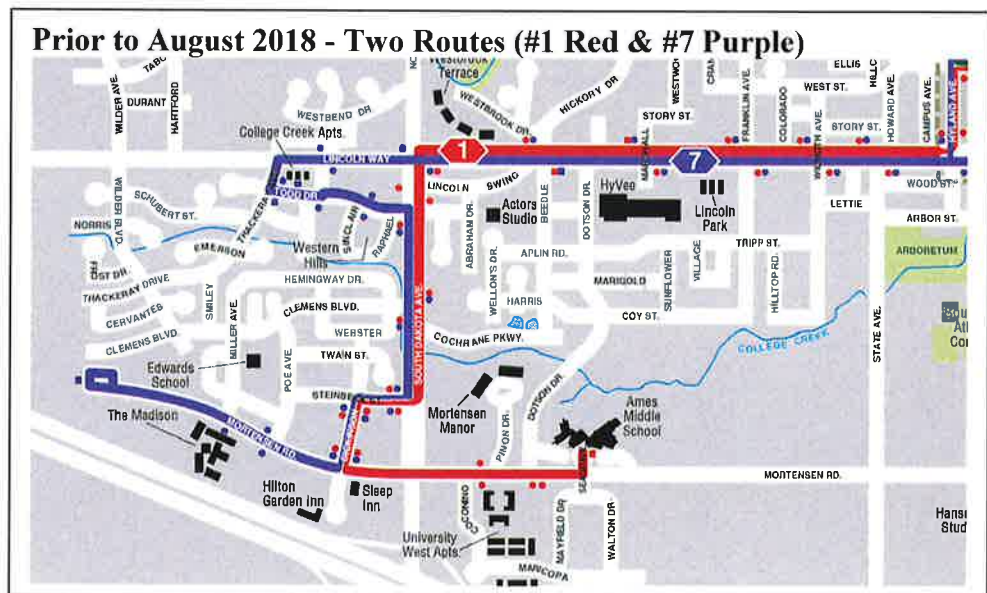 Prior to August 2018 - Two Routes (#1 Red & #7 Purple)
Westbrook
Terrace
WILDER AVE.
DURANT
HARTFORD
WESTBEND DR
WESTBROOK DR.
HICKORY DR
STORY ST.
WEST ST.
ELLIS
FRANKLIN AVE.
COLORADO
STORY ST.
HOWARD AVE.
CAMPUS AVE.
College Creek Apts.
LINCOLN WAY
1
7
TODD DR.
LINCOLN
SWING
BEEDLE
DOTSON DR.
HyVee
Lincoln
Park
WOOD ST.
LETTIE
ARBOR ST.
ARBORETUM
WILDER BLVD.
SCHUBERT ST.
NORRIS
EMERSON
SINCLAIR
RAPHAEL
Western
Hills
ABRAHAM DR.
Actors
Studio
WELLON'S DR.
APLIN RD.
TRIPP ST.
MARIGOLD
SUNFLOWER
VILLAGE
HILLTOP RD.
THACKERAY DRIVE
HEMINGWAY DR.
CERVANTES
SMILEY
CLEMENS BLVD.
HARRIS
COY ST.
CLEMENS BLVD.
MILLER AVE.
WEBSTER
COCHRANE PKWY.
COLLEGE CREEK
STATE AVE.
SOUTH DAKOTA AVE.
Edwards
School
POE AVE
TWAIN ST.
The Madison
MORTENSEN RD.
Mortensen
Manor
PINON DR.
DOTSON DR
Ames
Middle
School
MORTENSEN RD.
Hilton
Garden Inn
Sleep
Inn
University
West Apts.
MAYFIELD DR
WALTON DR.
MARICOPA